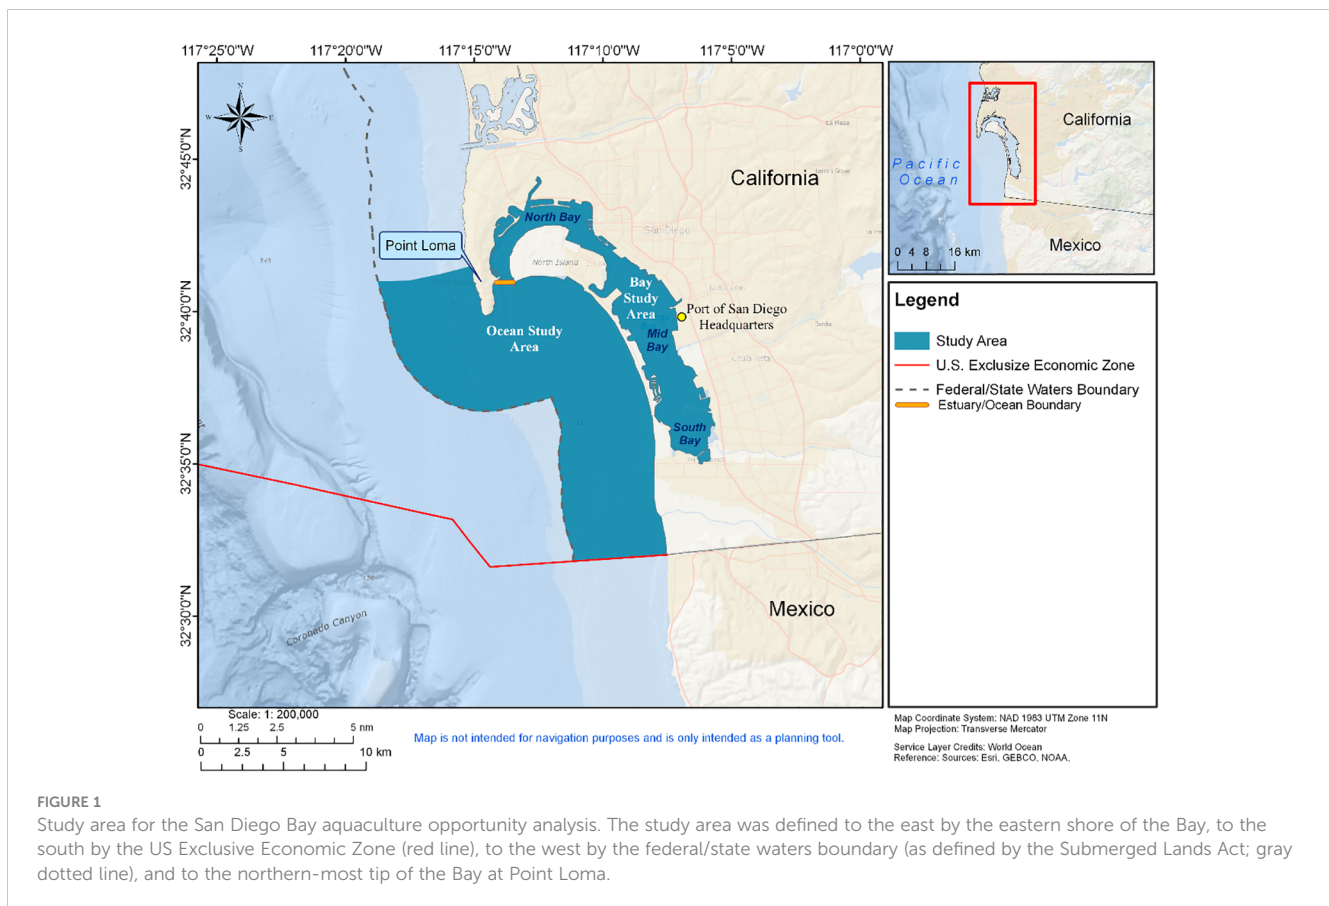 117°25'0"W
117°20'0"W
117°15'0"W
117°10'0"W
117°5'0"W
117°0'0"W
32°45'0"N
32°40'0"N
32°35'0"N
32°30'0"N
N
W
E
S
La Mesa
California
North Bay
San Diego
Point Loma
North Island
Bay
Study
Area
Port of San Diego
Headquarters
Ocean Study
Area
Mid
Bay
Chula Vista
South
Bay
Mexico
Coronado Canyon
California
Pacific
Ocean
Mexico
0 4 8 16 km
Legend
Study Area
U.S. Exclusize Economic Zone
Federal/State Waters Boundary
Estuary/Ocean Boundary
Scale: 1: 200,000
0 1.25 2.5 5 nm
0 2.5 5 10 km
Map is not intended for navigation purposes and is only intended as a planning tool.
Map Coordinate System: NAD 1983 UTM Zone 11N
Map Projection: Transverse Mercator
Service Layer Credits: World Ocean
Reference: Sources: Esri, GEBCO, NOAA,
FIGURE 1
Study area for the San Diego Bay aquaculture opportunity analysis. The study area was defined to the east by the eastern shore of the Bay, to the
south by the US Exclusive Economic Zone (red line), to the west by the federal/state waters boundary (as defined by the Submerged Lands Act; gray
dotted line), and to the northern-most tip of the Bay at Point Loma.